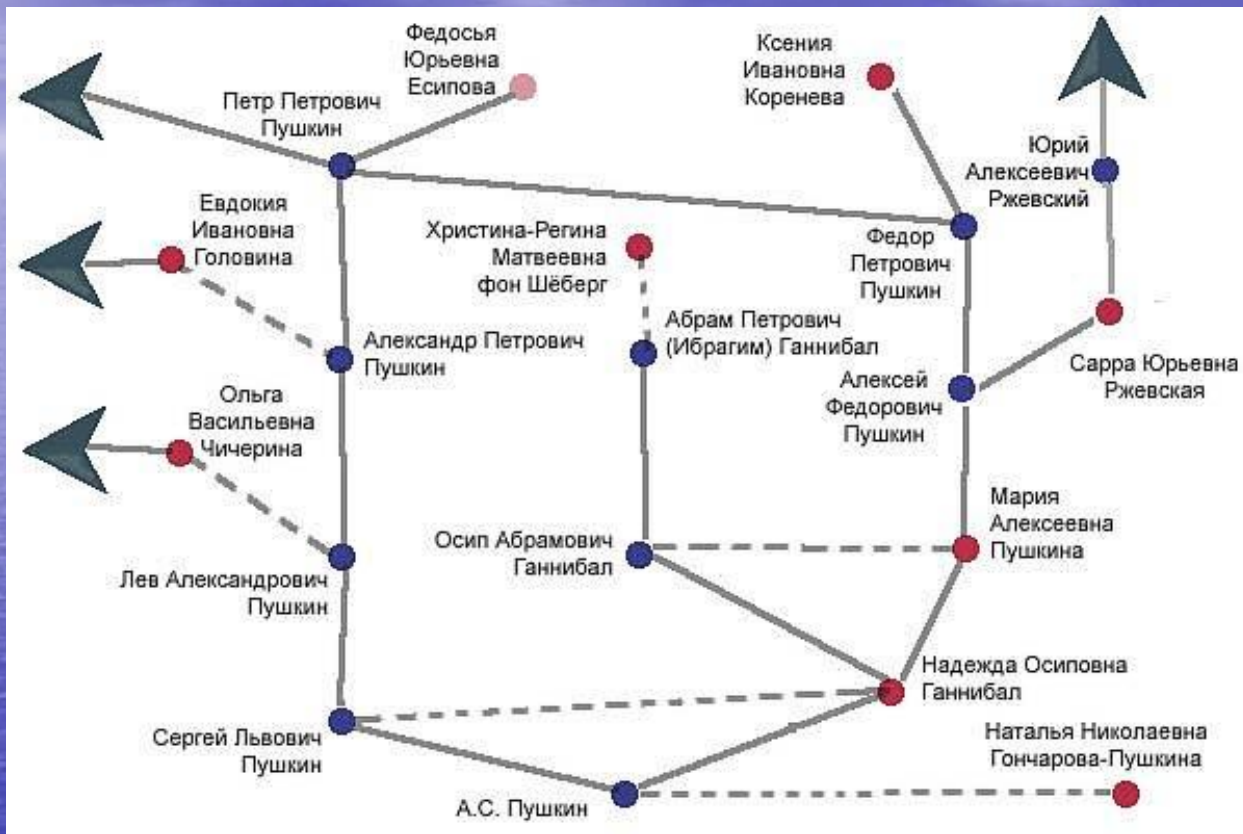 Федосья
Юрьевна
Есипова
Ксения
Ивановна
Коренева
Петр Петрович
Пушкин
Юрий
Алексеевич
Ржевский
Евдокия
Ивановна
Головина
Христина-Регина
Матвеевна
фон Шёберг
Федор
Петрович
Пушкин
Александр Петрович
Пушкин
Абрам Петрович
(Ибрагим) Ганнибал
Сарра Юрьевна
Ржевская
Алексей
Федорович
Пушкин
Ольга
Васильевна
Чичерина
Мария
Алексеевна
Пушкина
Осип Абрамович
Ганнибал
Лев Александрович
Пушкин
Надежда Осиповна
Ганнибал
Сергей Львович
Пушкин
Наталья Николаевна
Гончарова-Пушкина
А.С. Пушкин